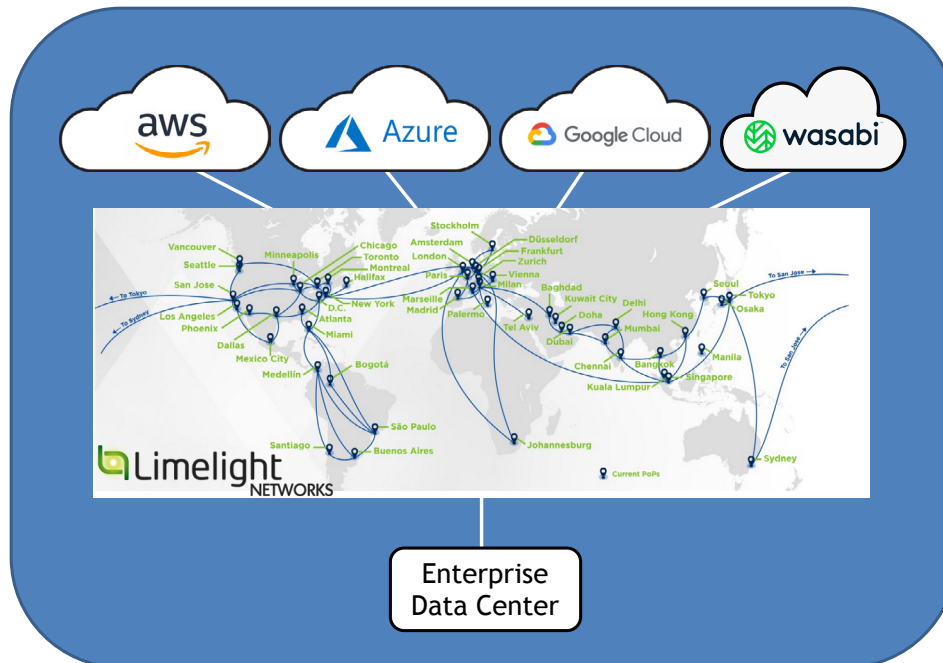 aws
Azure
Google Cloud
wasabi
Stockholm
Amsterdam
Düsseldorf
London
Frankfurt
Paris
Zurich
Vienna
Milan
Marseille
Madrid
Palermo
Vancouver
Seattle
Minneapolis
Chicago
Toronto
Montreal
Halifax
San Jose
New York
D.C.
Los Angeles
Phoenix
Atlanta
Dallas
Miami
Mexico City
Medellín
Bogotá
São Paulo
Santiago
Buenos Aires
Johannesburg
Tel Aviv
Baghdad
Kuwait City
Doha
Dubai
Delhi
Mumbai
Chennai
Hong Kong
Seoul
Tokyo
Osaka
Bangkok
Manila
Kuala Lumpur
Singapore
Sydney
To Tokyo
To Sydney
To San Jose
To San Jose
Current PoPs
Limelight
NETWORKS
Enterprise
Data Center